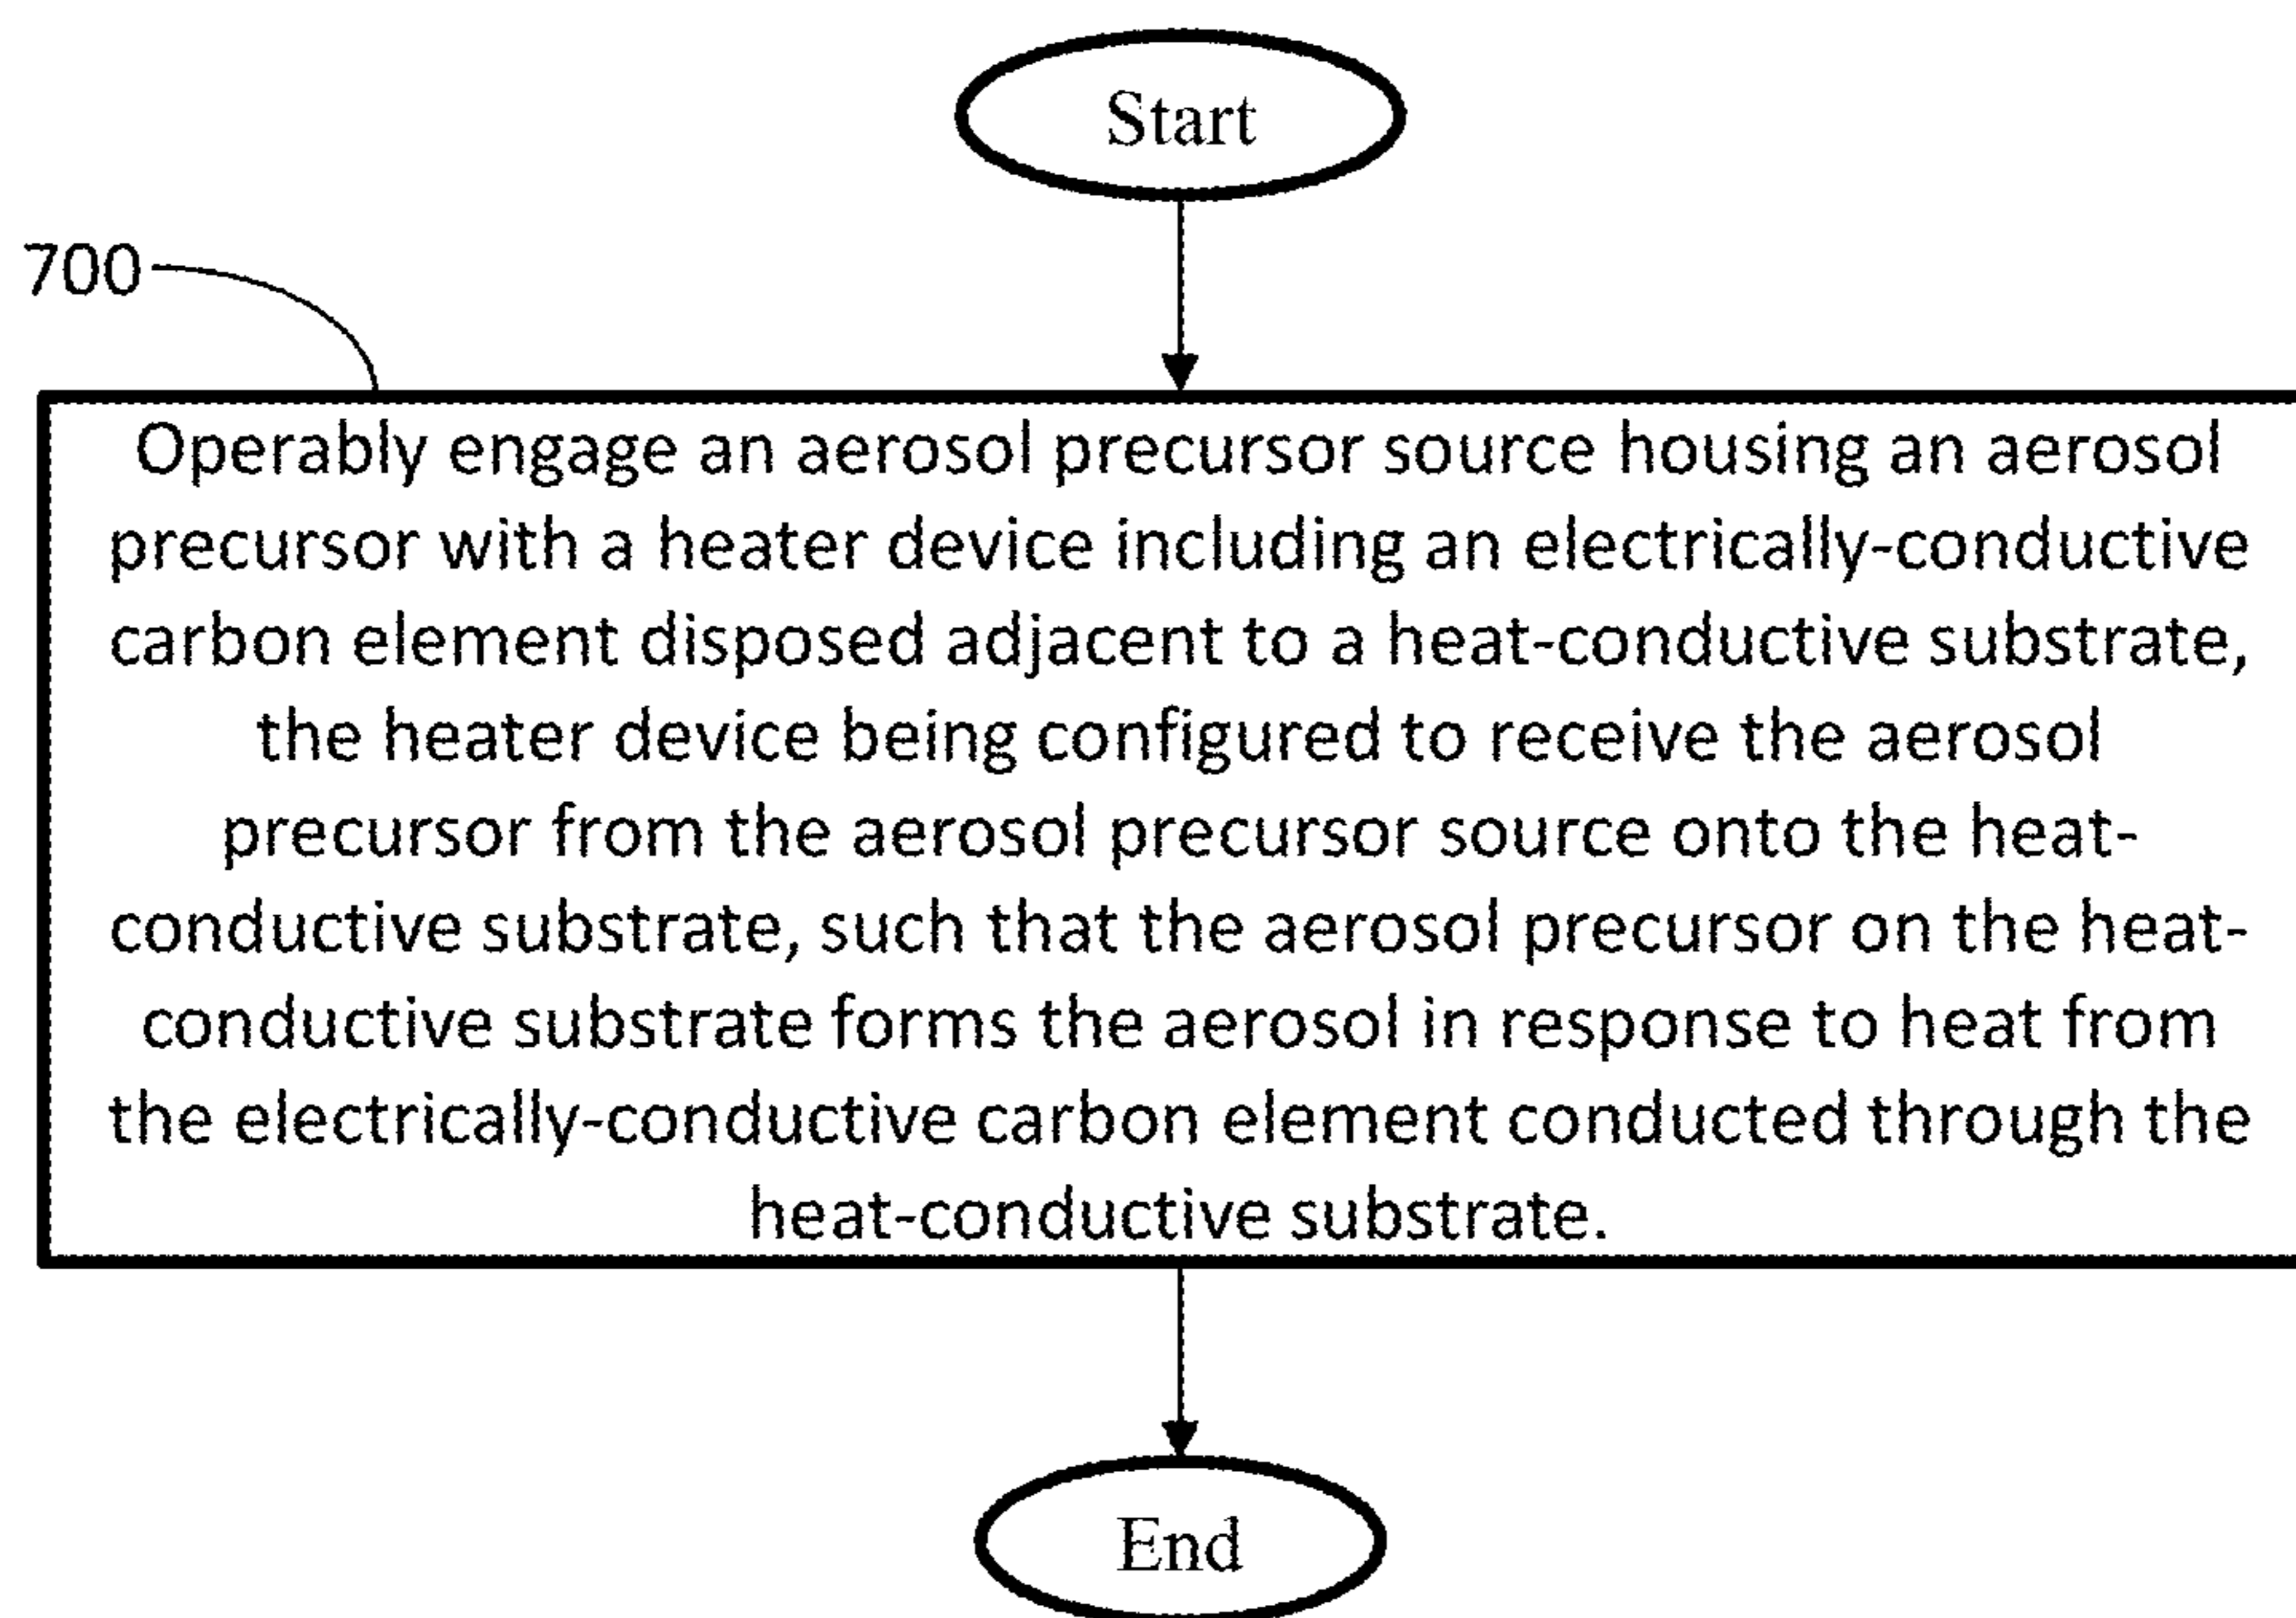 Start
700
Operably engage an aerosol precursor source housing an aerosol
precursor with a heater device including an electrically-conductive
carbon element disposed adjacent to a heat-conductive substrate,
the heater device being configured to receive the aerosol
precursor from the aerosol precursor source onto the heat-
conductive substrate, such that the aerosol precursor on the heat-
conductive substrate forms the aerosol in response to heat from
the electrically-conductive carbon element conducted through the
heat-conductive substrate.
End